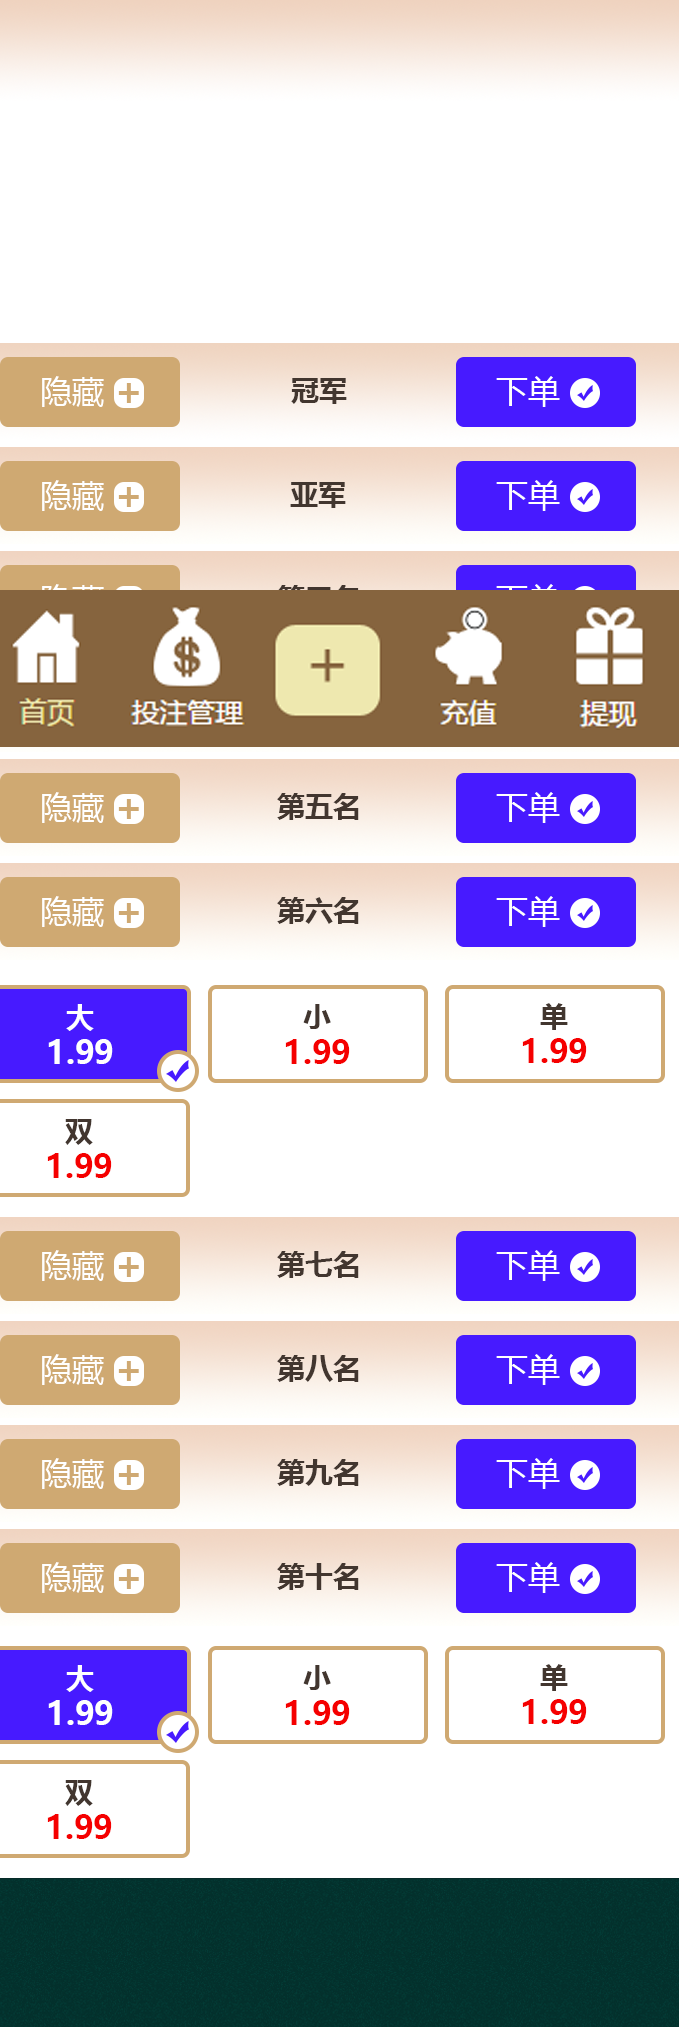 隐藏 冠军 下单
隐藏 亚军 下单
首页 投注管理 充值 提现
隐藏 第五名 下单
隐藏 第六名 下单
大 小 单
1.99 1.99 1.99
双
1.99
隐藏 第七名 下单
隐藏 第八名 下单
隐藏 第九名 下单
隐藏 第十名 下单
大 小 单
1.99 1.99 1.99
双
1.99